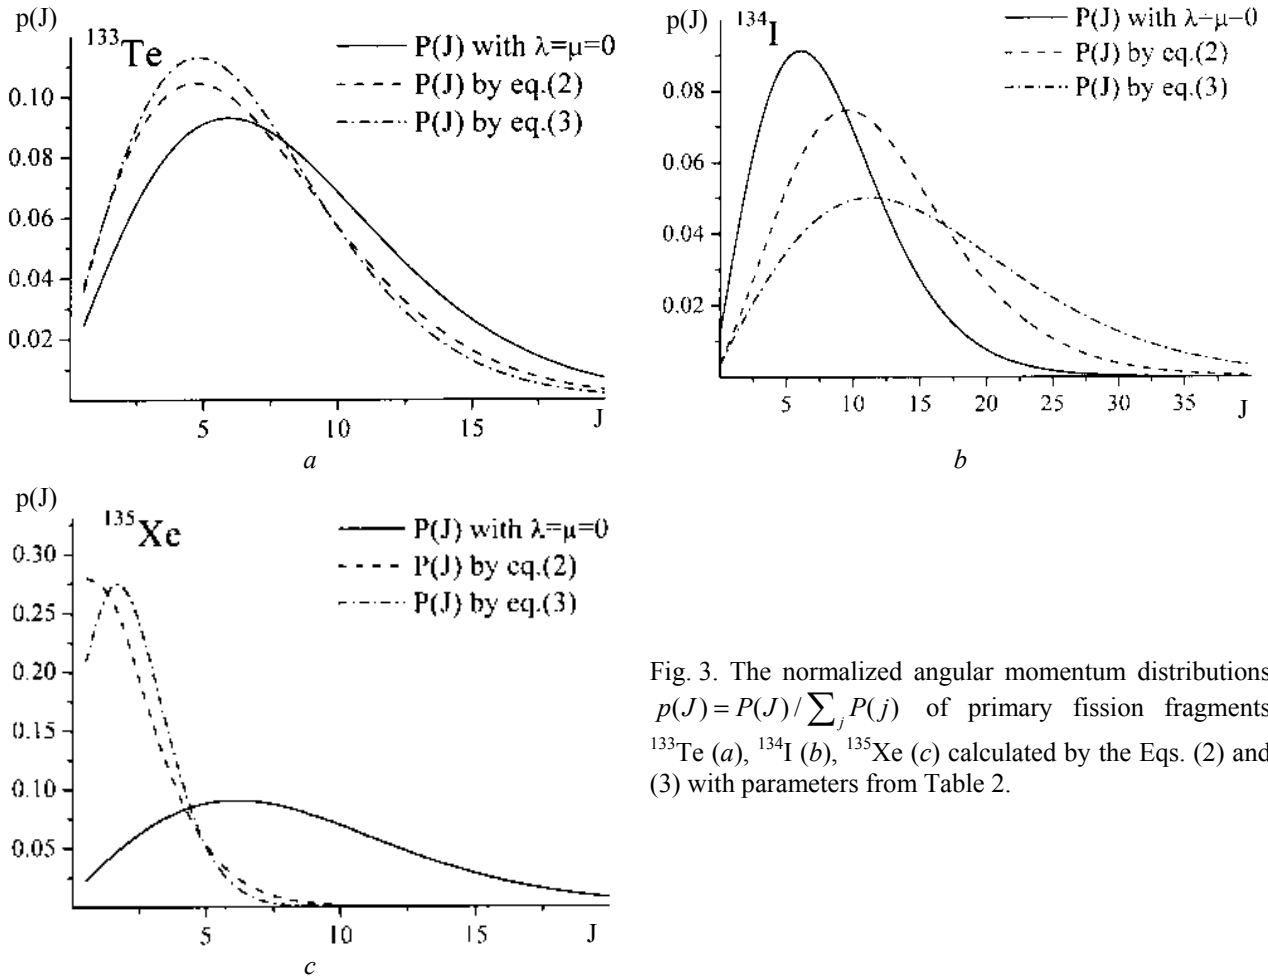 p(J)
¹³³Te
P(J) with λ=μ=0
P(J) by eq.(2)
P(J) by eq.(3)
0.10
0.08
0.06
0.04
0.02
5
10
15
J
a
p(J)
¹³⁴I
P(J) with λ=μ=0
P(J) by eq.(2)
P(J) by eq.(3)
0.08
0.06
0.04
0.02
5
10
15
20
25
30
35
J
b
p(J)
¹³⁵Xe
P(J) with λ=μ=0
P(J) by eq.(2)
P(J) by eq.(3)
0.30
0.25
0.20
0.15
0.10
0.05
5
10
15
J
c
Fig. 3. The normalized angular momentum distributions
p(J) = P(J) / ∑ⱼ P(j) of primary fission fragments
¹³³Te (a), ¹³⁴I (b), ¹³⁵Xe (c) calculated by the Eqs. (2) and
(3) with parameters from Table 2.